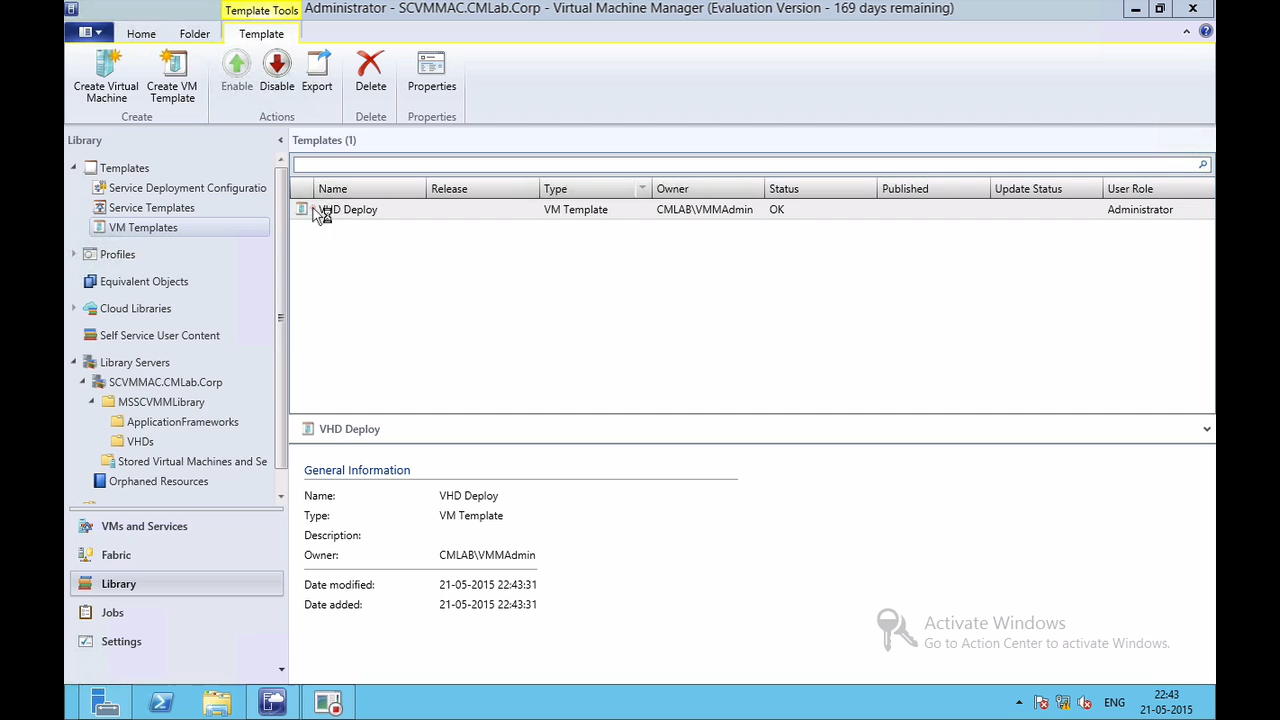 Template Tools
Administrator - SCVMMAC.CMLab.Corp - Virtual Machine Manager (Evaluation Version - 169 days remaining)
Home Folder Template
Create Virtual Machine
Create VM Template
Enable
Disable
Export
Delete
Properties
Create Actions Delete Properties
Library
Templates
Service Deployment Configuratio
Service Templates
VM Templates
Profiles
Equivalent Objects
Cloud Libraries
Self Service User Content
Library Servers
SCVMMAC.CMLab.Corp
MSSCVMMLibrary
ApplicationFrameworks
VHDs
Stored Virtual Machines and Se
Orphaned Resources
VMs and Services
Fabric
Library
Jobs
Settings
Templates (1)
Name Release Type Owner Status Published Update Status User Role
VHD Deploy VM Template CMLAB\VMMAdmin OK Administrator
VHD Deploy
General Information
Name: VHD Deploy
Type: VM Template
Description:
Owner: CMLAB\VMMAdmin
Date modified: 21-05-2015 22:43:31
Date added: 21-05-2015 22:43:31
Activate Windows
Go to Action Center to activate Windows.
ENG
22:43
21-05-2015